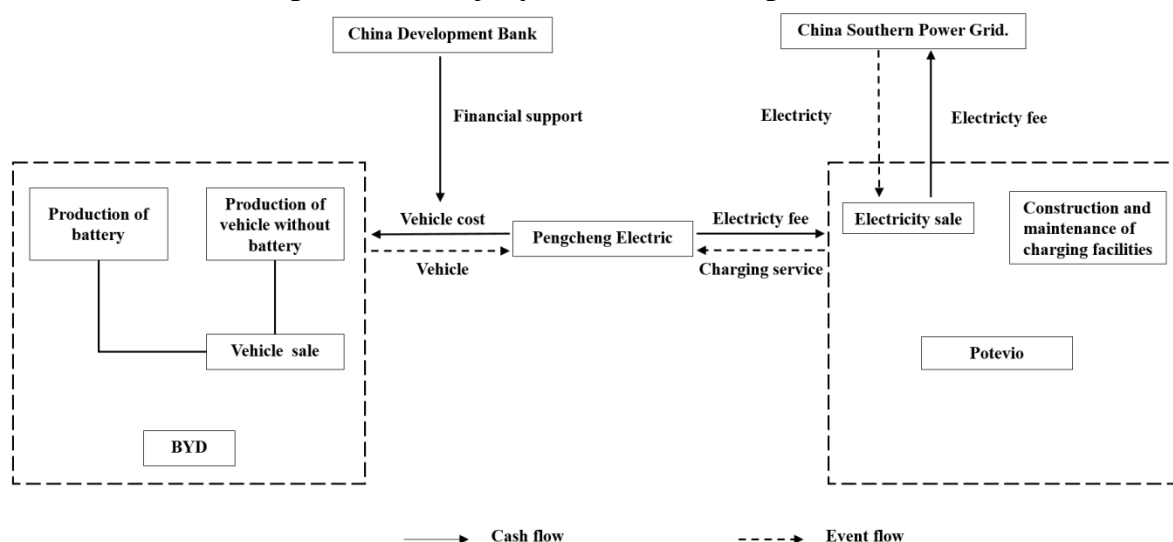 China Development Bank
China Southern Power Grid.
Financial support
Electricty
Electricty fee
Production of
battery
Production of
vehicle without
battery
Vehicle cost
Vehicle
Pengcheng Electric
Electricty fee
Charging service
Electricity sale
Construction and
maintenance of
charging facilities
Vehicle sale
Potevio
BYD
Cash flow
Event flow